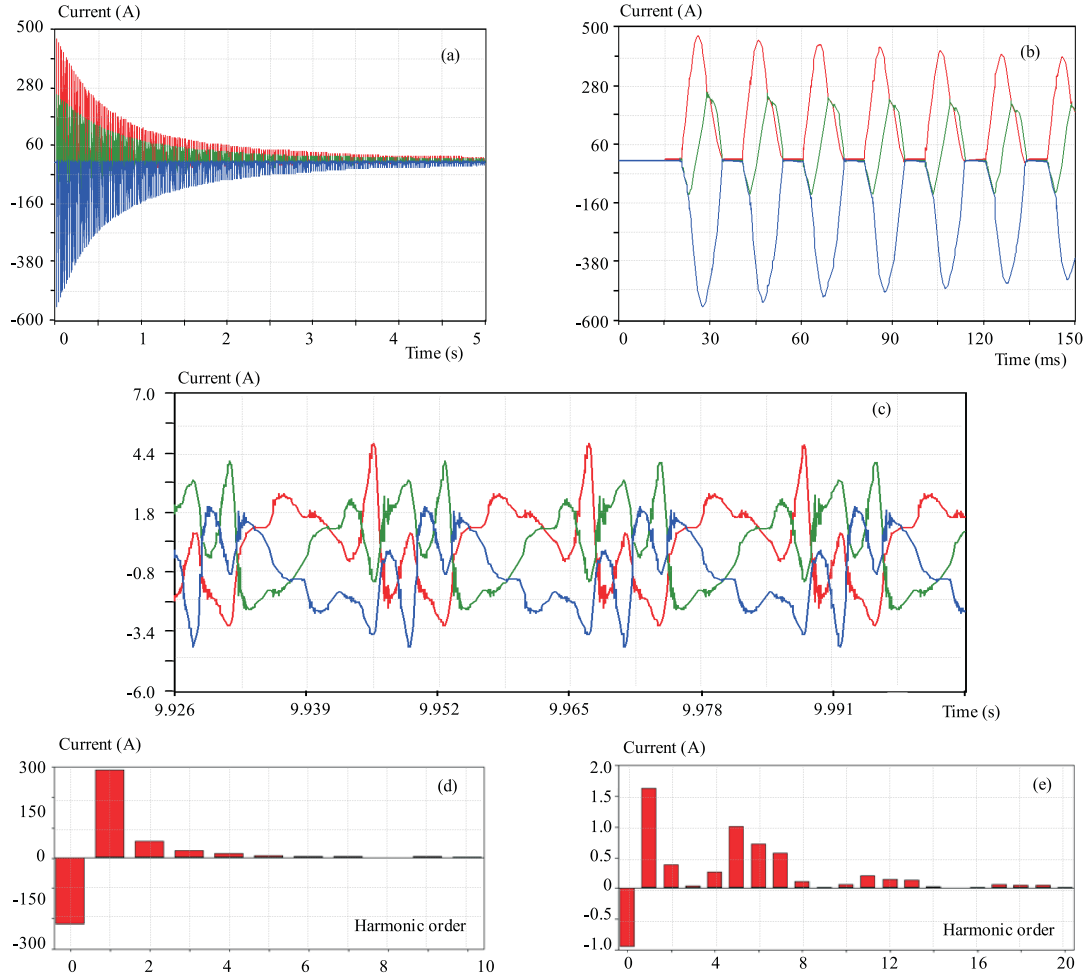 Current (A)
500
280
60
-160
-380
-600
(a)
0 1 2 3 4 5
Time (s)
Current (A)
500
280
60
-160
-380
-600
(b)
0 30 60 90 120 150
Time (ms)
Current (A)
7.0
4.4
1.8
-0.8
-3.4
-6.0
(c)
9.926 9.939 9.952 9.965 9.978 9.991 Time (s)
Current (A)
300
150
0
-150
-300
(d)
Harmonic order
0 2 4 6 8 10
Current (A)
2.0
1.5
1.0
0.5
0
-0.5
-1.0
(e)
Harmonic order
0 4 8 12 16 20